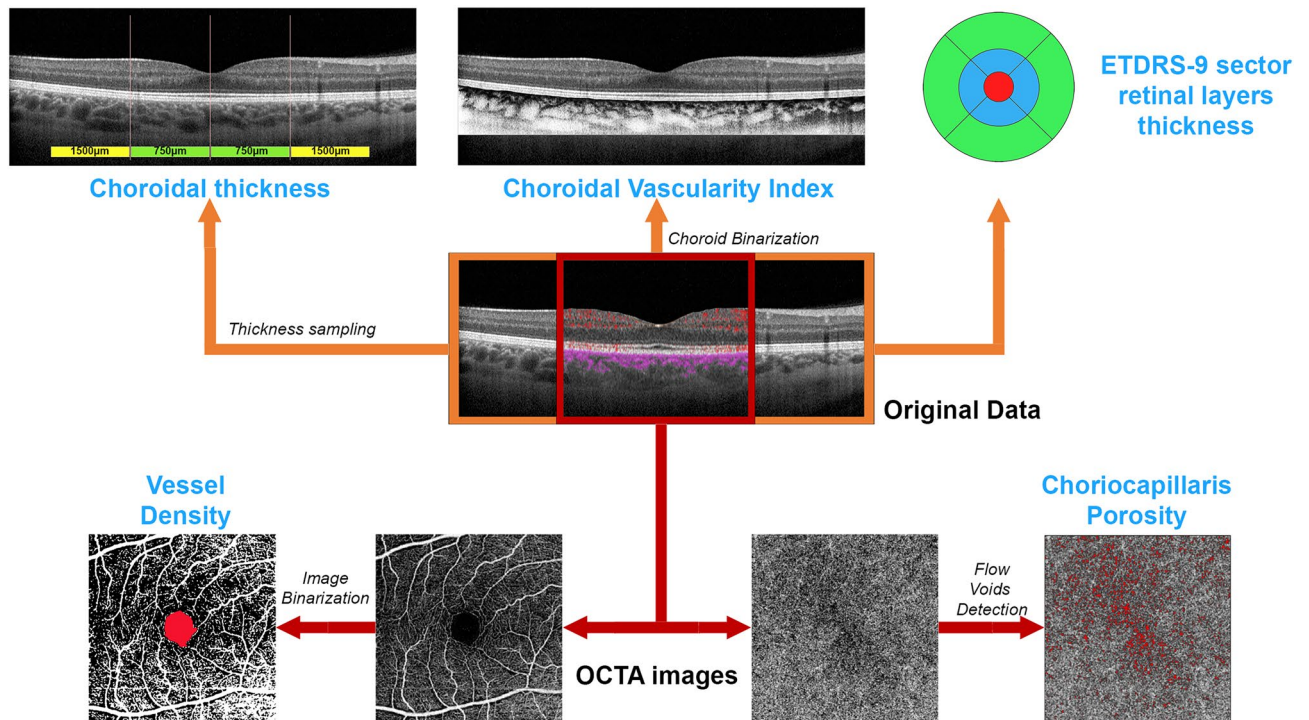 1500µm 750µm 750µm 1500µm
Choroidal thickness
Choroidal Vascularity Index
ETDRS-9 sector
retinal layers
thickness
Choroid Binarization
Thickness sampling
Original Data
Vessel
Density
Choriocapillaris
Porosity
Image
Binarization
Flow
Voids
Detection
OCTA images